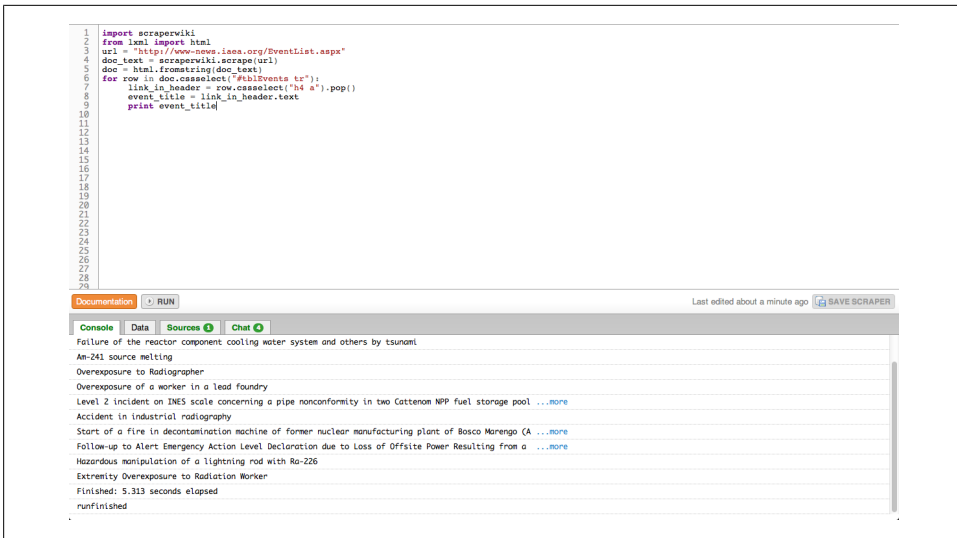 1 import scraperwiki
2 from lxml import html
3 url = "http://www-news.iaea.org/EventList.aspx"
4 doc_text = scraperwiki.scrape(url)
5 doc = html.fromstring(doc_text)
6 for row in doc.cssselect("#tblEvents tr"):
7 link_in_header = row.cssselect("h4 a").pop()
8 event_title = link_in_header.text
9 print event_title
10
11
12
13
14
15
16
17
18
19
20
21
22
23
24
25
26
27
28
29
Documentation RUN Last edited about a minute ago SAVE SCRAPER
Console Data Sources 1 Chat 4
Failure of the reactor component cooling water system and others by tsunami
Am-241 source melting
Overexposure to Radiographer
Overexposure of a worker in a lead foundry
Level 2 incident on INES scale concerning a pipe nonconformity in two Cattenom NPP fuel storage pool ...more
Accident in industrial radiography
Start of a fire in decontamination machine of former nuclear manufacturing plant of Bosco Marengo (A ...more
Follow-up to Alert Emergency Action Level Declaration due to Loss of Offsite Power Resulting from a ...more
Hazardous manipulation of a lightning rod with Ra-226
Extremity Overexposure to Radiation Worker
Finished: 5.313 seconds elapsed
runfinished